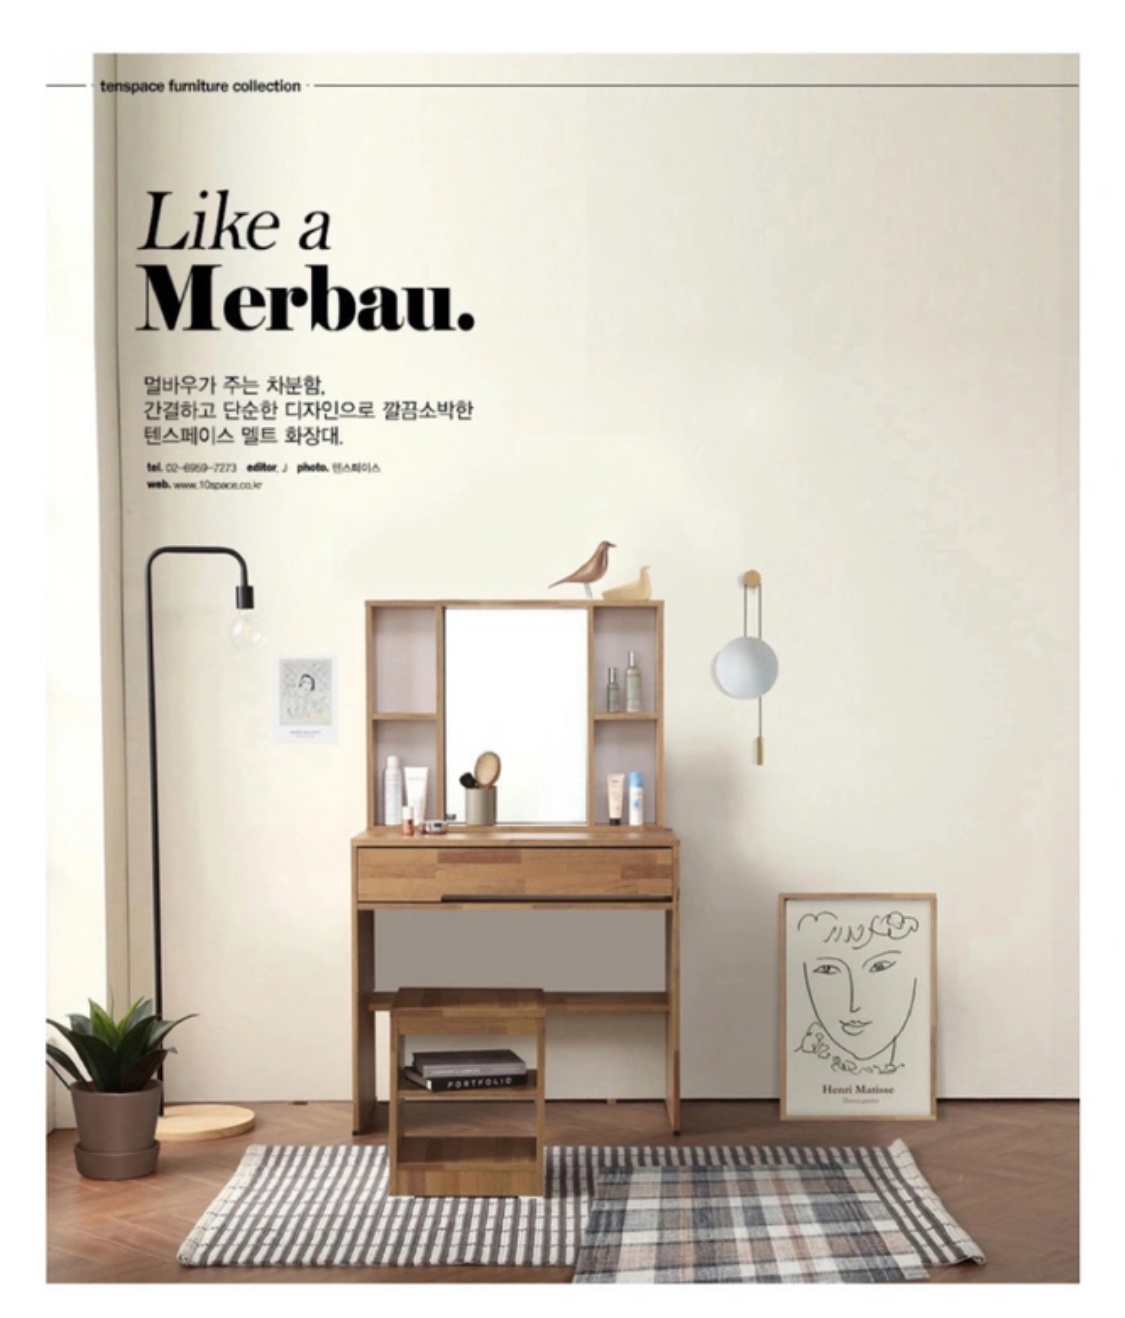 tenspace furniture collection
Like a
Merbau.
멀바우가 주는 차분함,
간결하고 단순한 디자인으로 깔끔소박한
텐스페이스 멜트 화장대.
tel. 02-6959-7273 editor. J photo. 텐스페이스
web. www.10space.co.kr
PORTFOLIO
Henri Matisse